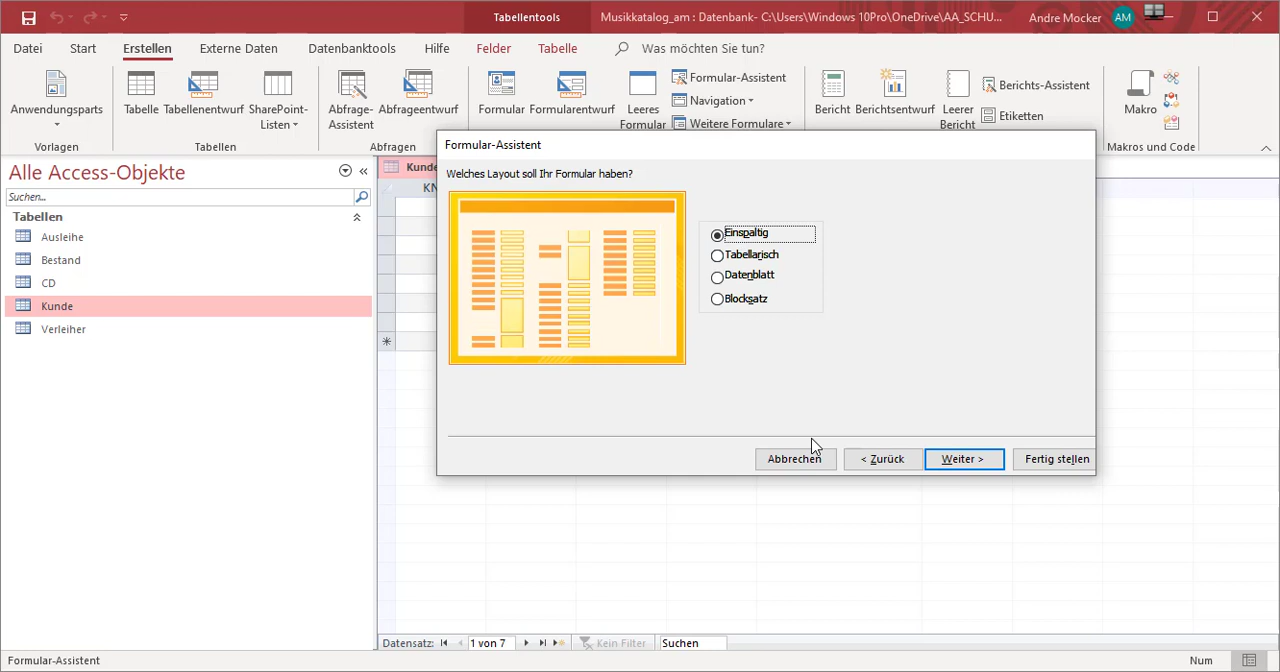 Tabellentools
Musikkatalog_am : Datenbank- C:\Users\Windows 10Pro\OneDrive\AA_SCHU...
Andre Mocker
AM
Datei
Start
Erstellen
Externe Daten
Datenbanktools
Hilfe
Felder
Tabelle
Was möchten Sie tun?
Anwendungsparts
Tabelle
Tabellenentwurf
SharePoint-
Listen
Abfrage-
Assistent
Abfrageentwurf
Formular
Formularentwurf
Leeres
Formular
Formular-Assistent
Navigation
Weitere Formulare
Bericht
Berichtsentwurf
Leerer
Bericht
Berichts-Assistent
Etiketten
Makro
Vorlagen
Tabellen
Abfragen
Makros und Code
Alle Access-Objekte
Suchen...
Tabellen
Ausleihe
Bestand
CD
Kunde
Verleiher
Kunde
KN
Formular-Assistent
Welches Layout soll Ihr Formular haben?
Einspaltig
Tabellarisch
Datenblatt
Blocksatz
Abbrechen
< Zurück
Weiter >
Fertig stellen
Datensatz:
1 von 7
Kein Filter
Suchen
Formular-Assistent
Num